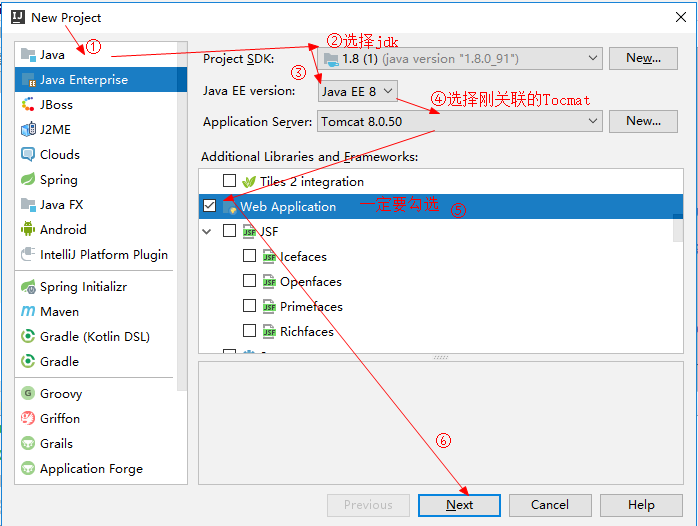 New Project
①
Java
Java Enterprise
JBoss
J2ME
Clouds
Spring
Java FX
Android
IntelliJ Platform Plugin
Spring Initializr
Maven
Gradle (Kotlin DSL)
Gradle
Groovy
Griffon
Grails
Application Forge
②选择jdk
Project SDK: 1.8 (1) (java version "1.8.0_91") New...
③
Java EE version: Java EE 8
④选择刚关联的Tocmat
Application Server: Tomcat 8.0.50 New...
Additional Libraries and Frameworks:
Tiles 2 integration
Web Application 一定要勾选 ⑤
JSF
Icefaces
Openfaces
Primefaces
Richfaces
⑥
Previous Next Cancel Help